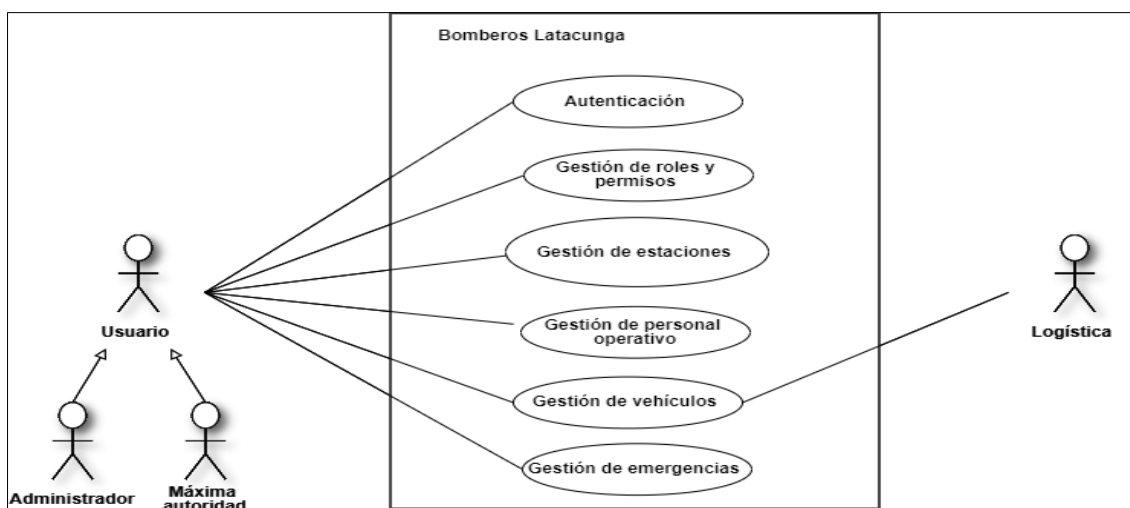 Bomberos Latacunga
Autenticación
Gestión de roles y
permisos
Gestión de estaciones
Gestión de personal
operativo
Gestión de vehículos
Gestión de emergencias
Usuario
Administrador
Máxima
autoridad
Logística